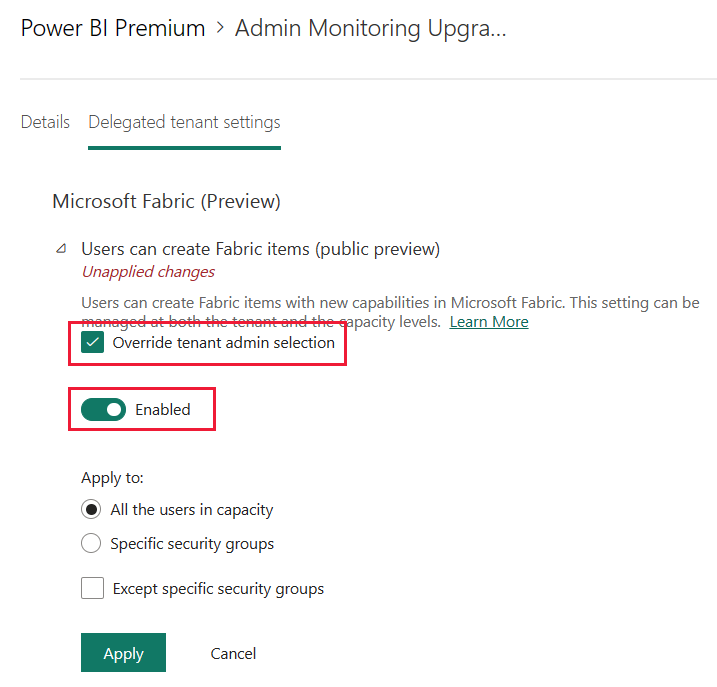 Power BI Premium > Admin Monitoring Upgra...
Details Delegated tenant settings
Microsoft Fabric (Preview)
Users can create Fabric items (public preview)
Unapplied changes
Users can create Fabric items with new capabilities in Microsoft Fabric. This setting can be
managed at both the tenant and the capacity levels. Learn More
Override tenant admin selection
Enabled
Apply to:
All the users in capacity
Specific security groups
Except specific security groups
Apply Cancel